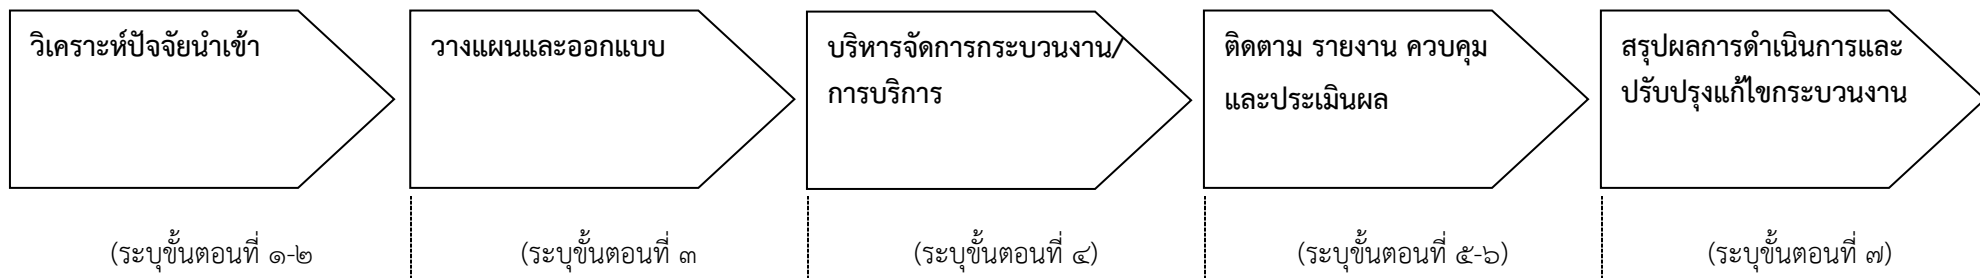 วิเคราะห์ปัจจัยนำเข้า
วางแผนและออกแบบ
บริหารจัดการกระบวนงาน/
การบริการ
ติดตาม รายงาน ควบคุม
และประเมินผล
สรุปผลการดำเนินการและ
ปรับปรุงแก้ไขกระบวนงาน
(ระบุขั้นตอนที่ ๑-๒
(ระบุขั้นตอนที่ ๓
(ระบุขั้นตอนที่ ๔)
(ระบุขั้นตอนที่ ๕-๖)
(ระบุขั้นตอนที่ ๗)